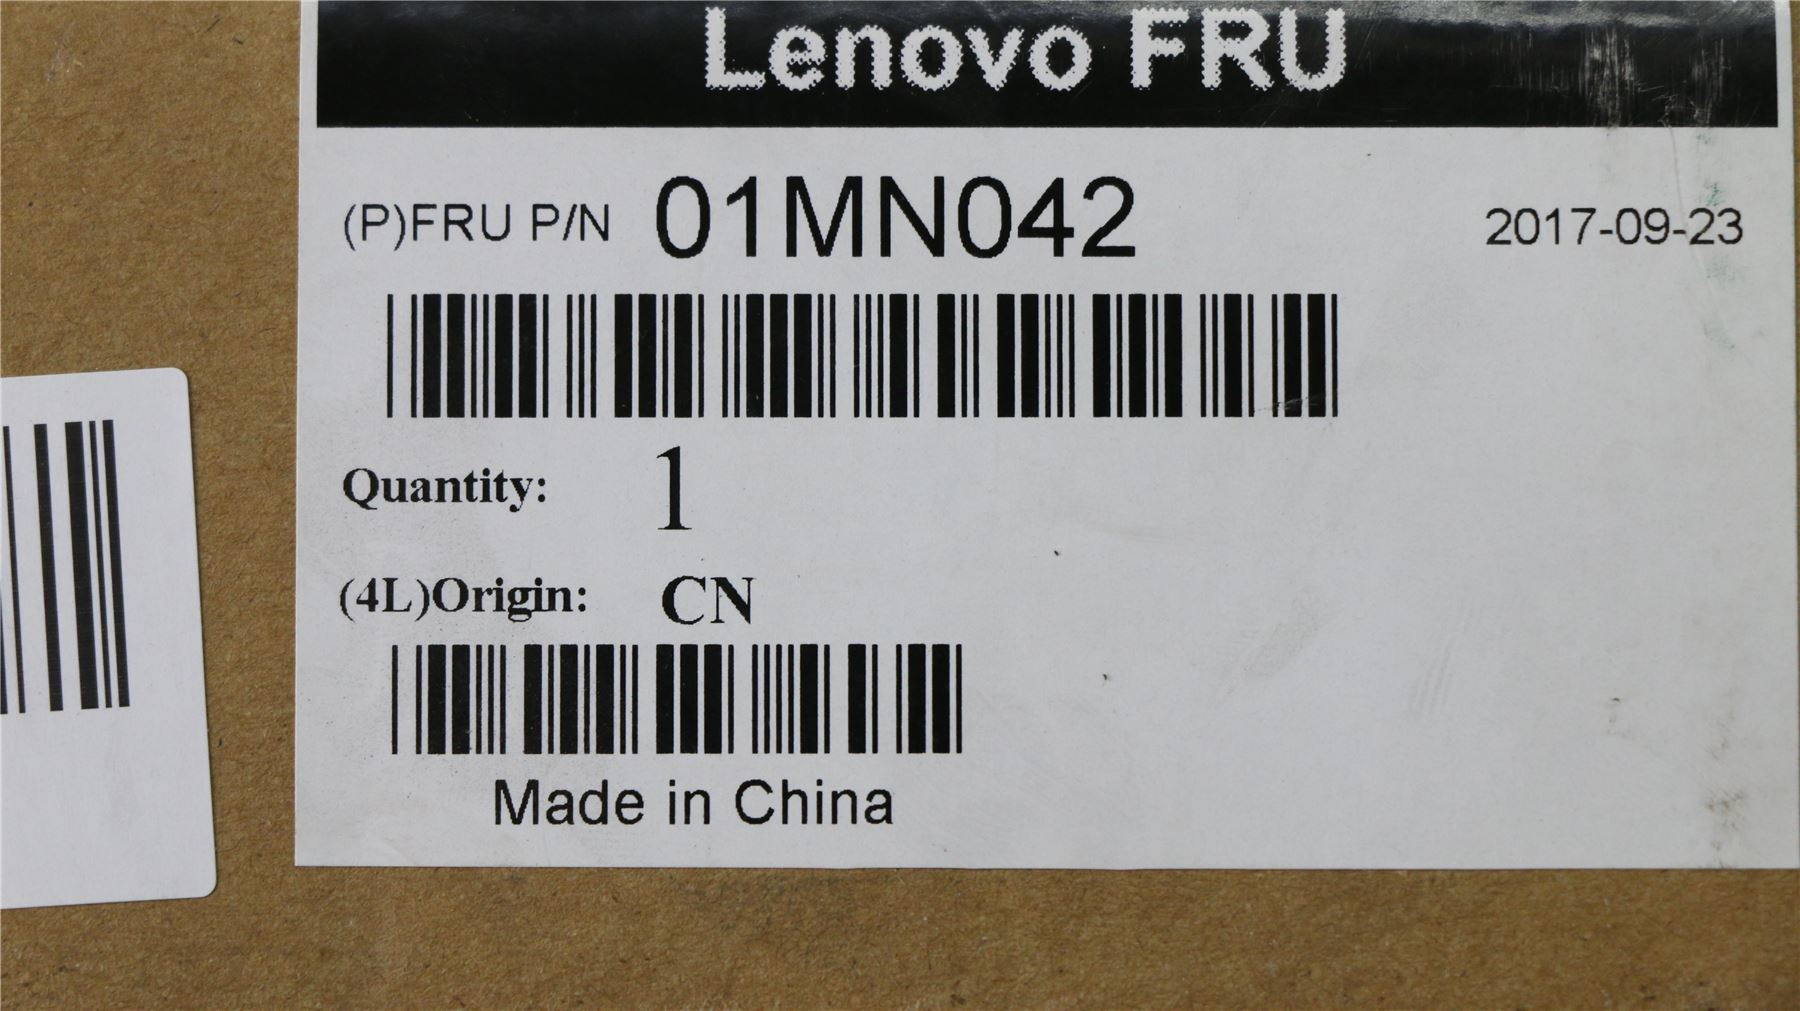 Lenovo FRU
(P)FRU P/N 01MN042 2017-09-23
Quantity: 1
(4L)Origin: CN
Made in China